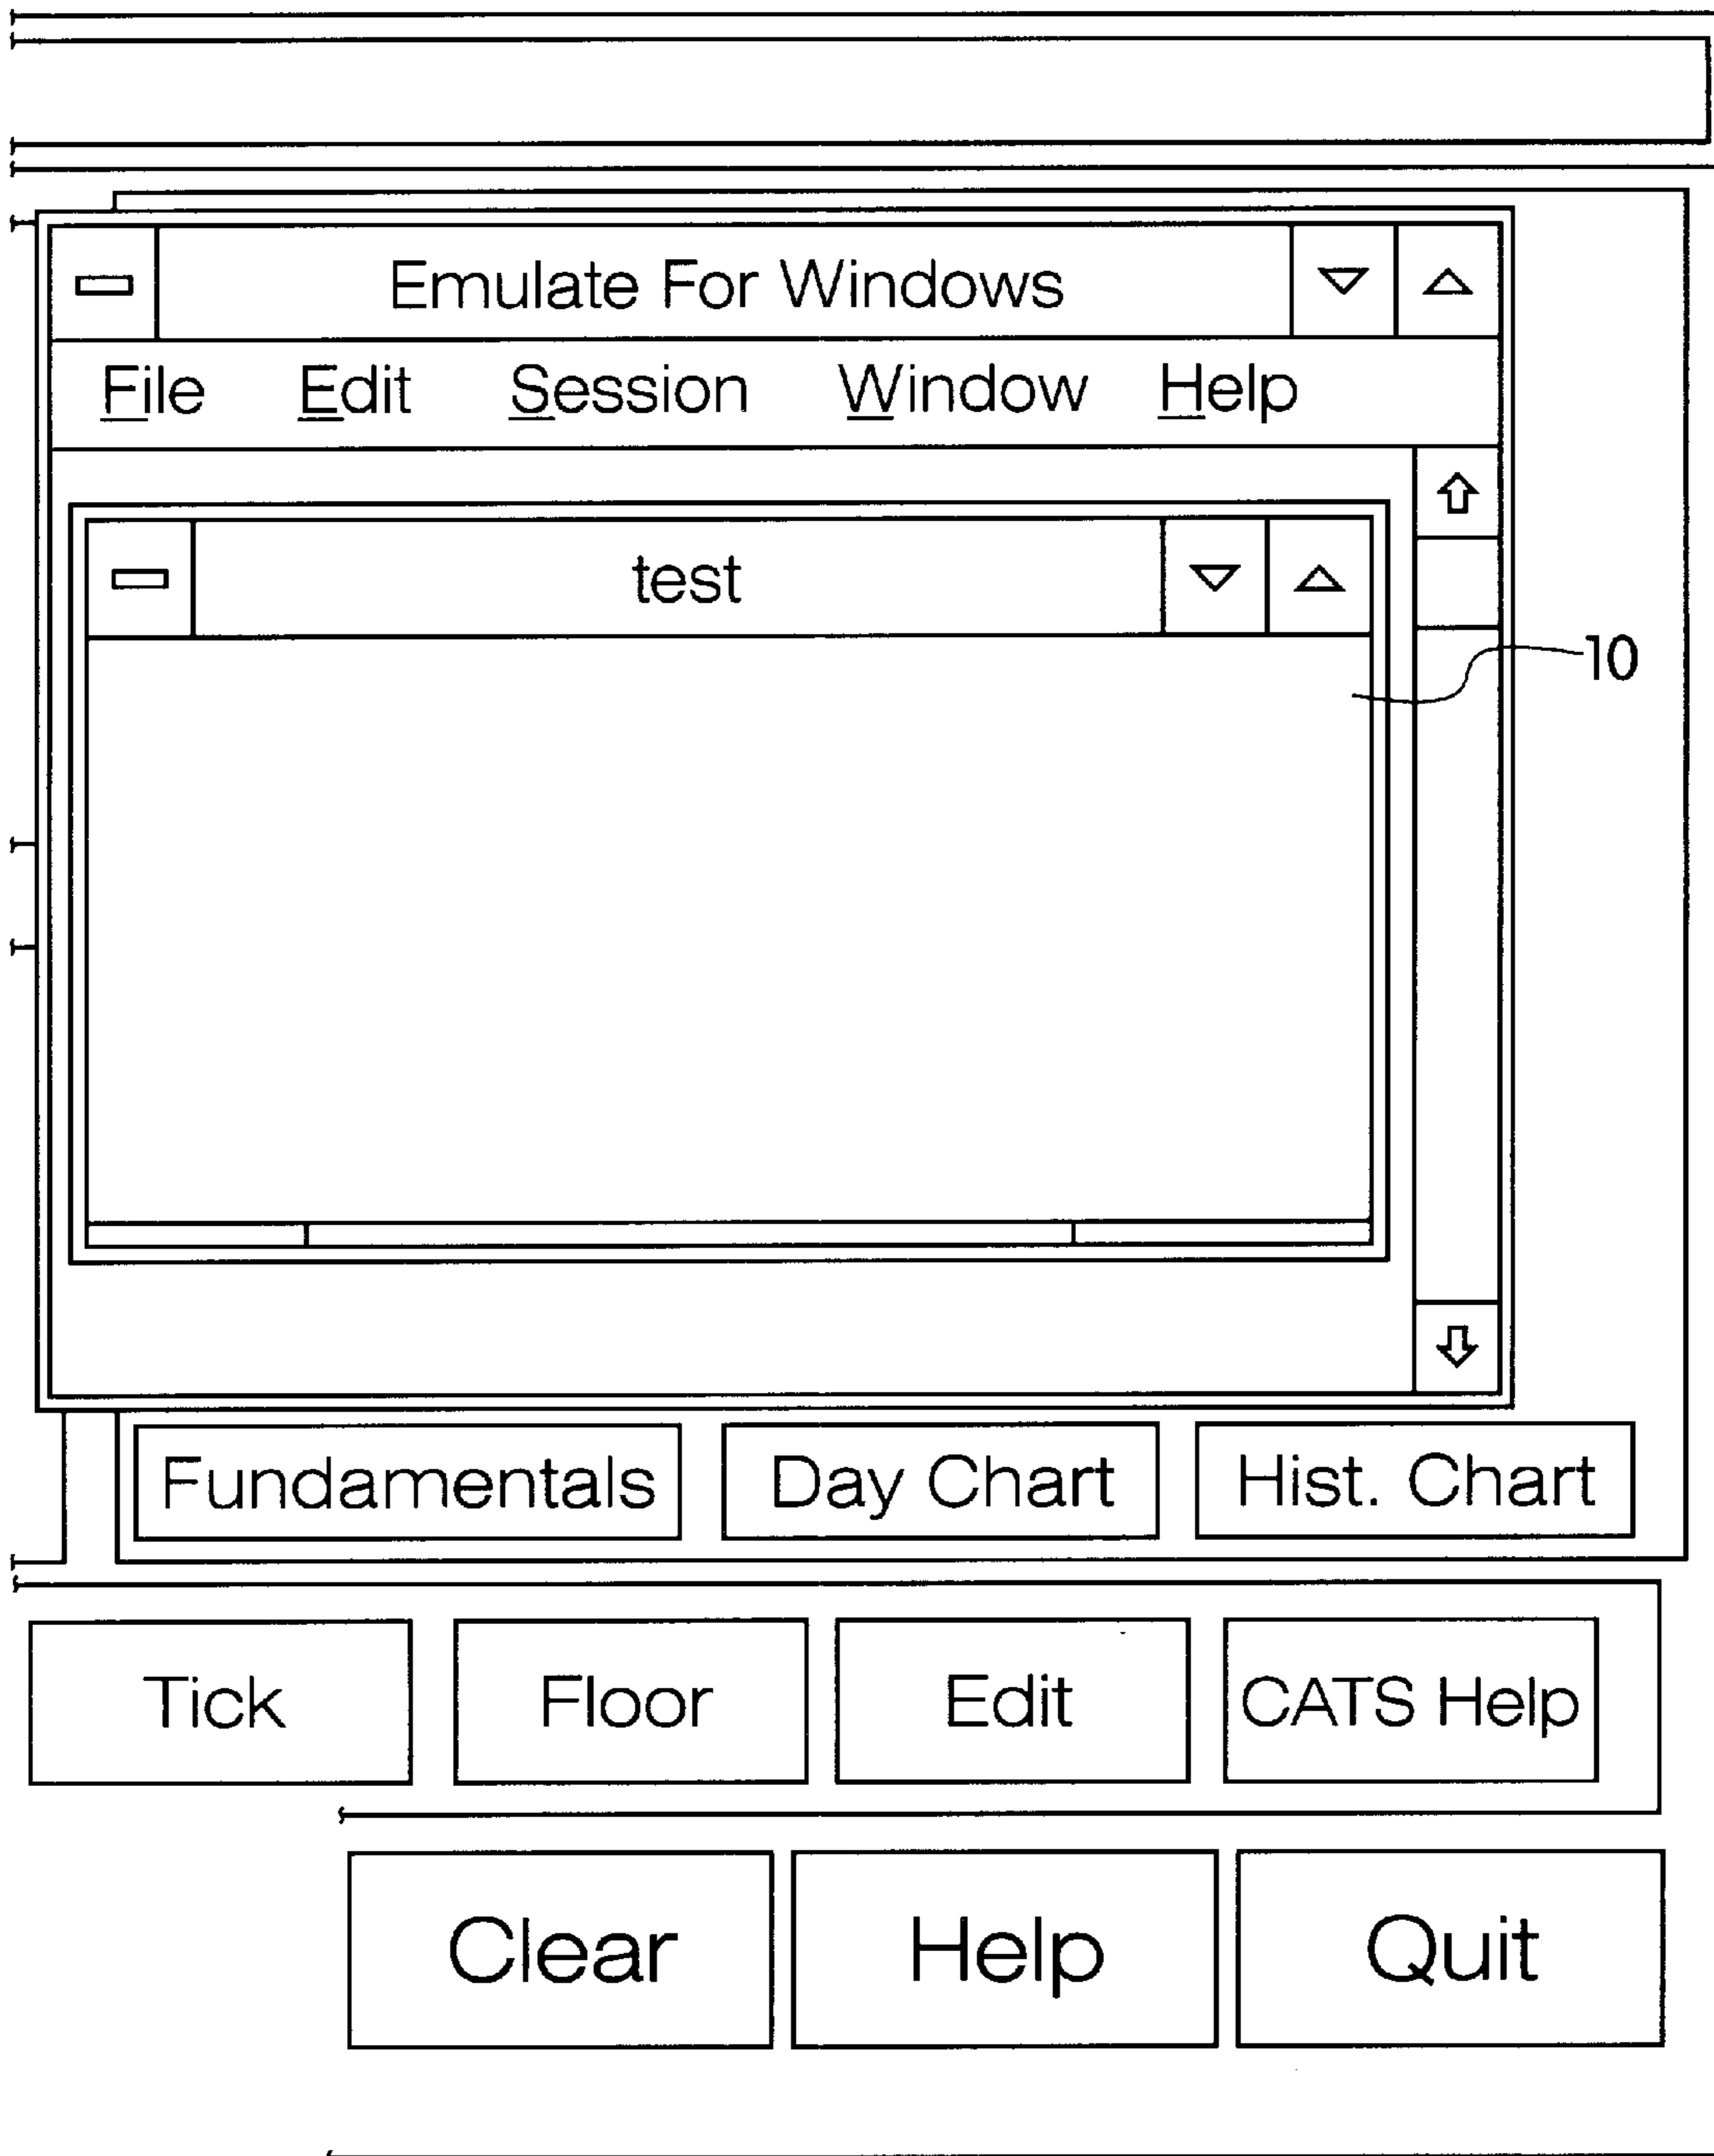 Emulate For Windows
File Edit Session Window Help
test
10
Fundamentals Day Chart Hist. Chart
Tick Floor Edit CATS Help
Clear Help Quit